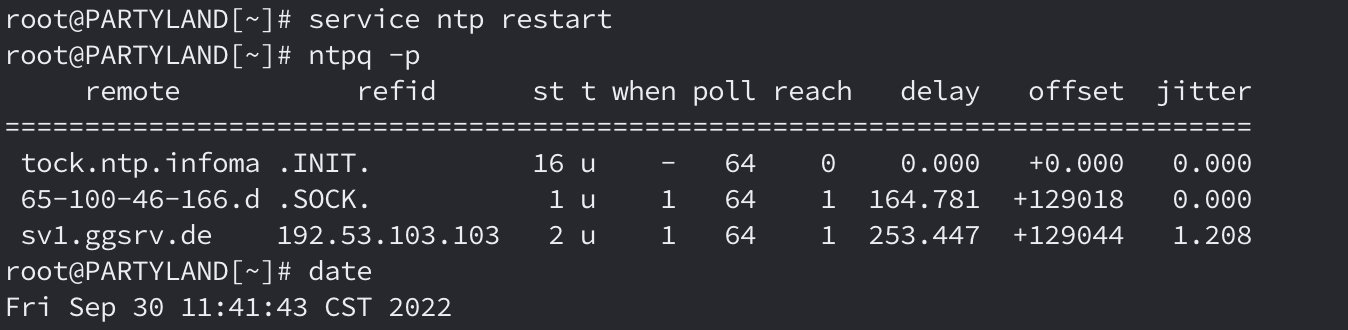 root@PARTYLAND[~]# service ntp restart
root@PARTYLAND[~]# ntpq -p
     remote           refid      st t when poll reach   delay   offset  jitter
==============================================================================
 tock.ntp.infoma .INIT.          16 u    -   64    0    0.000   +0.000   0.000
 65-100-46-166.d .SOCK.           1 u    1   64    1  164.781  +129018   0.000
 sv1.ggsrv.de    192.53.103.103   2 u    1   64    1  253.447  +129044   1.208
root@PARTYLAND[~]# date
Fri Sep 30 11:41:43 CST 2022